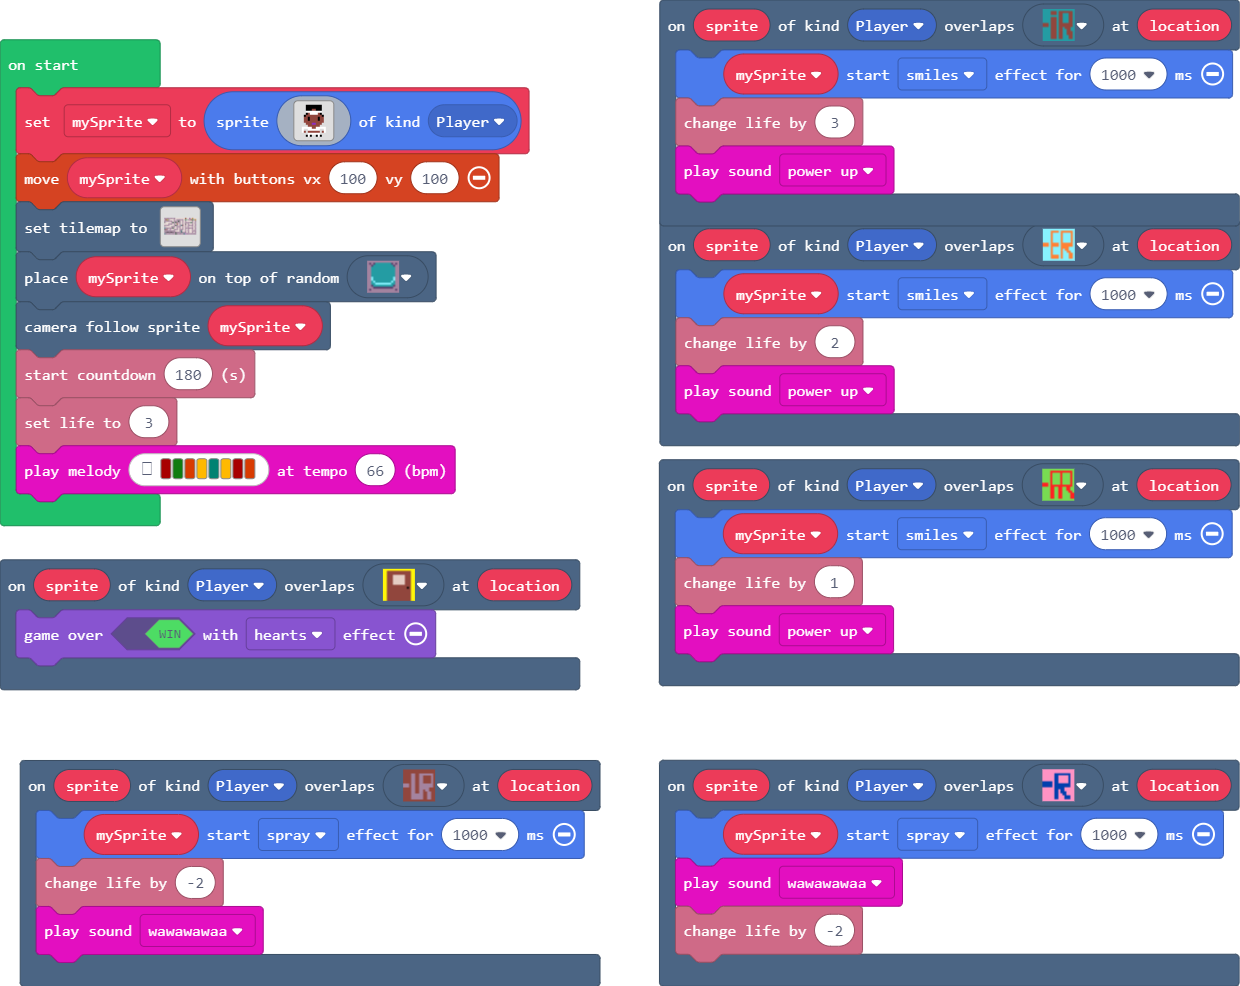 on start
set mySprite to sprite of kind Player
move mySprite with buttons vx 100 vy 100
set tilemap to
place mySprite on top of random
camera follow sprite mySprite
start countdown 180 (s)
set life to 3
play melody at tempo 66 (bpm)
on sprite of kind Player overlaps at location
game over WIN with hearts effect
on sprite of kind Player overlaps UR at location
mySprite start spray effect for 1000 ms
change life by -2
play sound wawawawaa
on sprite of kind Player overlaps -iR at location
mySprite start smiles effect for 1000 ms
change life by 3
play sound power up
on sprite of kind Player overlaps -ER at location
mySprite start smiles effect for 1000 ms
change life by 2
play sound power up
on sprite of kind Player overlaps at location
mySprite start smiles effect for 1000 ms
change life by 1
play sound power up
on sprite of kind Player overlaps -R at location
mySprite start spray effect for 1000 ms
play sound wawawawaa
change life by -2